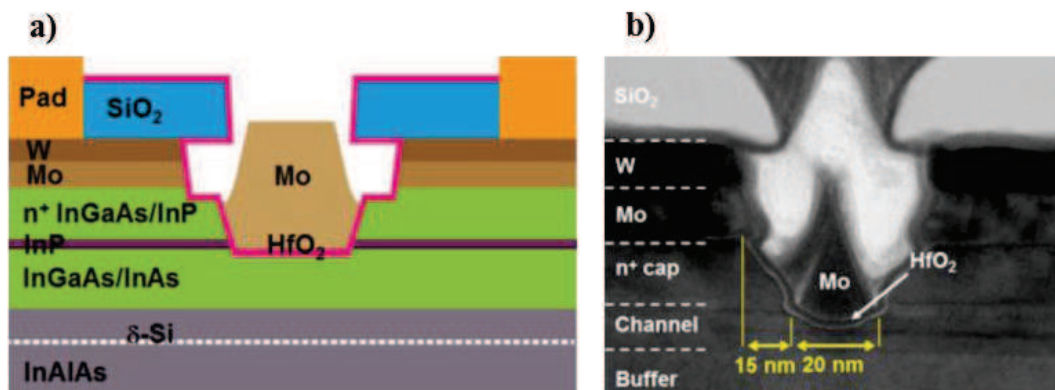 a)
Pad
SiO₂
W
Mo
Mo
n⁺ InGaAs/InP
InP
HfO₂
InGaAs/InAs
δ-Si
InAlAs
b)
SiO₂
W
Mo
n⁺ cap
HfO₂
Mo
Channel
15 nm 20 nm
Buffer